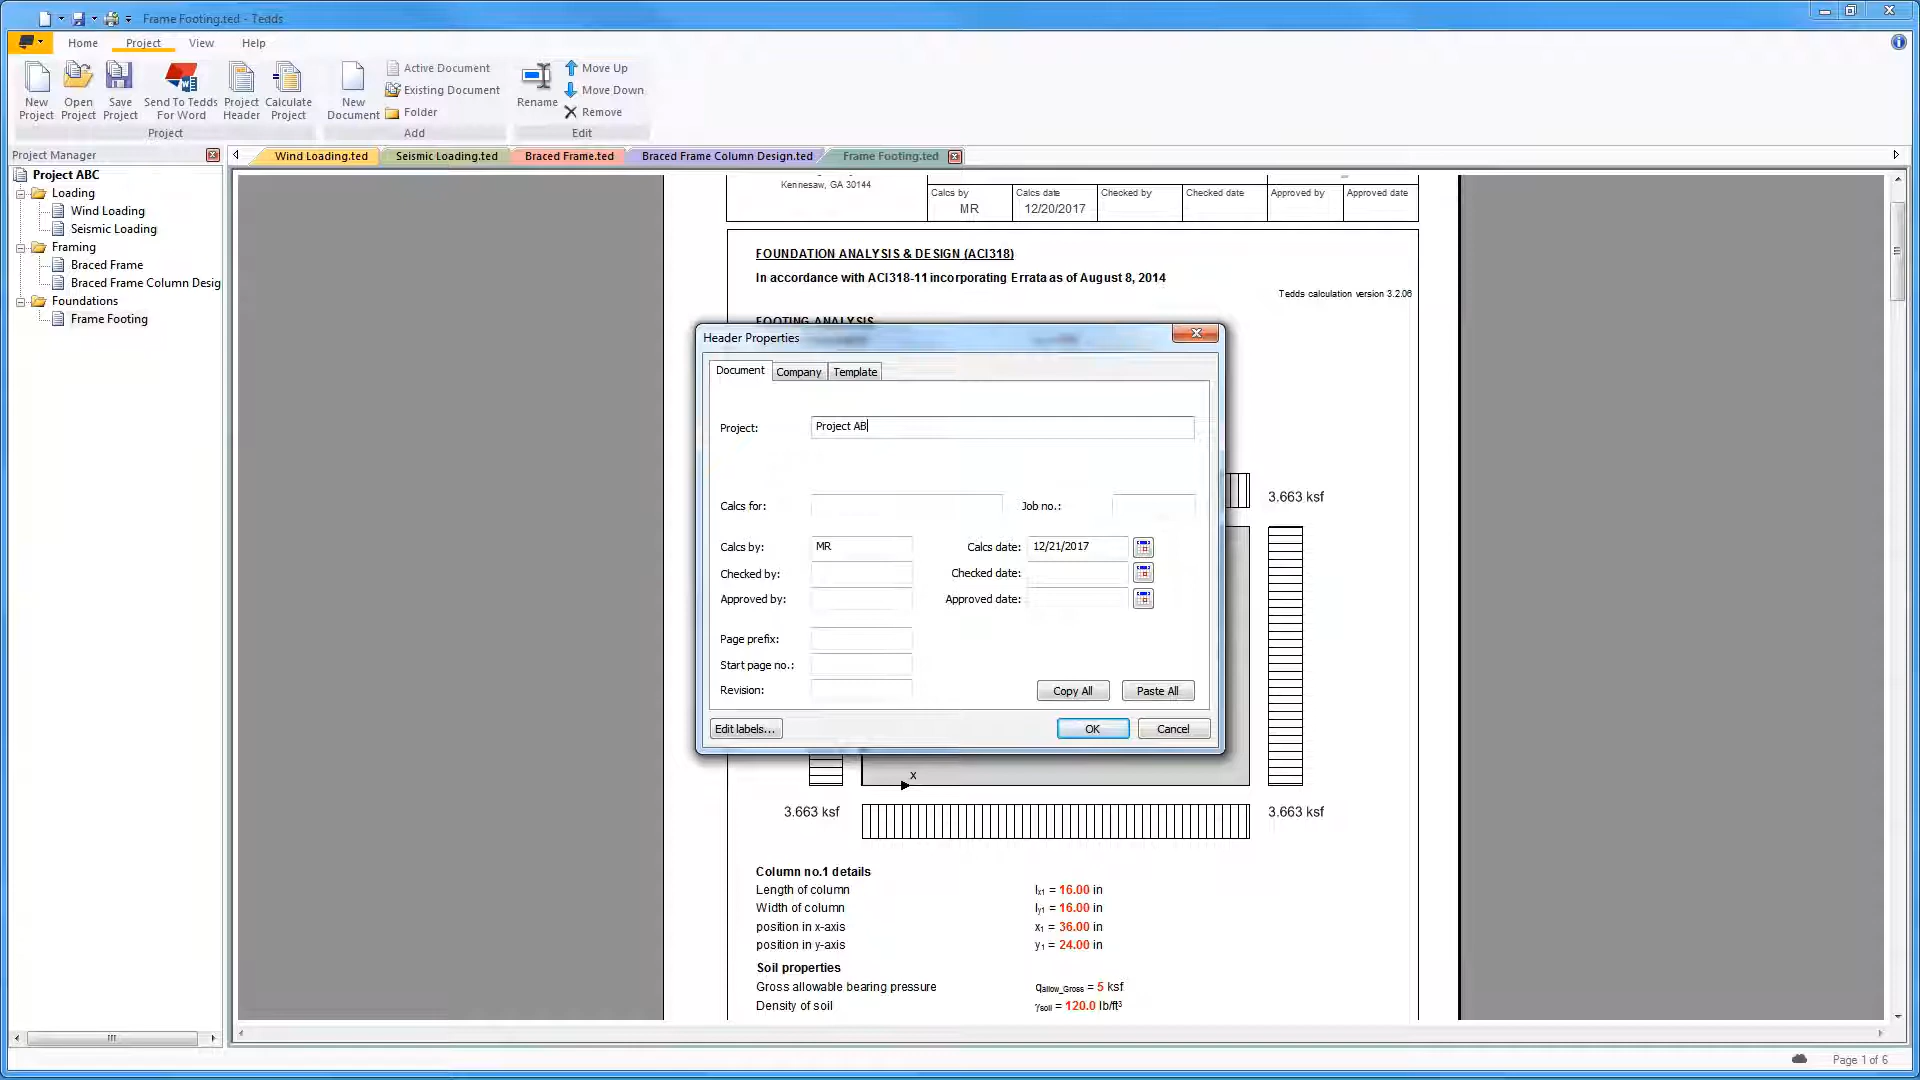 Frame Footing.ted - Tedds
Home Project View Help
New Project
Open Project
Save Project
Send To Tedds For Word
Project Header
Calculate Project
New Document
Active Document
Existing Document
Folder
Rename
Move Up
Move Down
Remove
Project Add Edit
Project Manager
Wind Loading.ted Seismic Loading.ted Braced Frame.ted Braced Frame Column Design.ted Frame Footing.ted
Project ABC
Loading
Wind Loading
Seismic Loading
Framing
Braced Frame
Braced Frame Column Desig
Foundations
Frame Footing
Kennesaw, GA 30144
Calcs by Calcs date Checked by Checked date Approved by Approved date
MR 12/20/2017
FOUNDATION ANALYSIS & DESIGN (ACI318)
In accordance with ACI318-11 incorporating Errata as of August 8, 2014
Tedds calculation version 3.2.06
FOOTING ANALYSIS
Header Properties
Document Company Template
Project: Project AB
Calcs for: Job no.:
Calcs by: MR Calcs date: 12/21/2017
Checked by: Checked date:
Approved by: Approved date:
Page prefix:
Start page no.:
Revision:
Copy All Paste All
Edit labels... OK Cancel
3.663 ksf
x
3.663 ksf 3.663 ksf
Column no.1 details
Length of column lx1 = 16.00 in
Width of column ly1 = 16.00 in
position in x-axis x1 = 36.00 in
position in y-axis y1 = 24.00 in
Soil properties
Gross allowable bearing pressure qallow_Gross = 5 ksf
Density of soil γsoil = 120.0 lb/ft³
Page 1 of 6